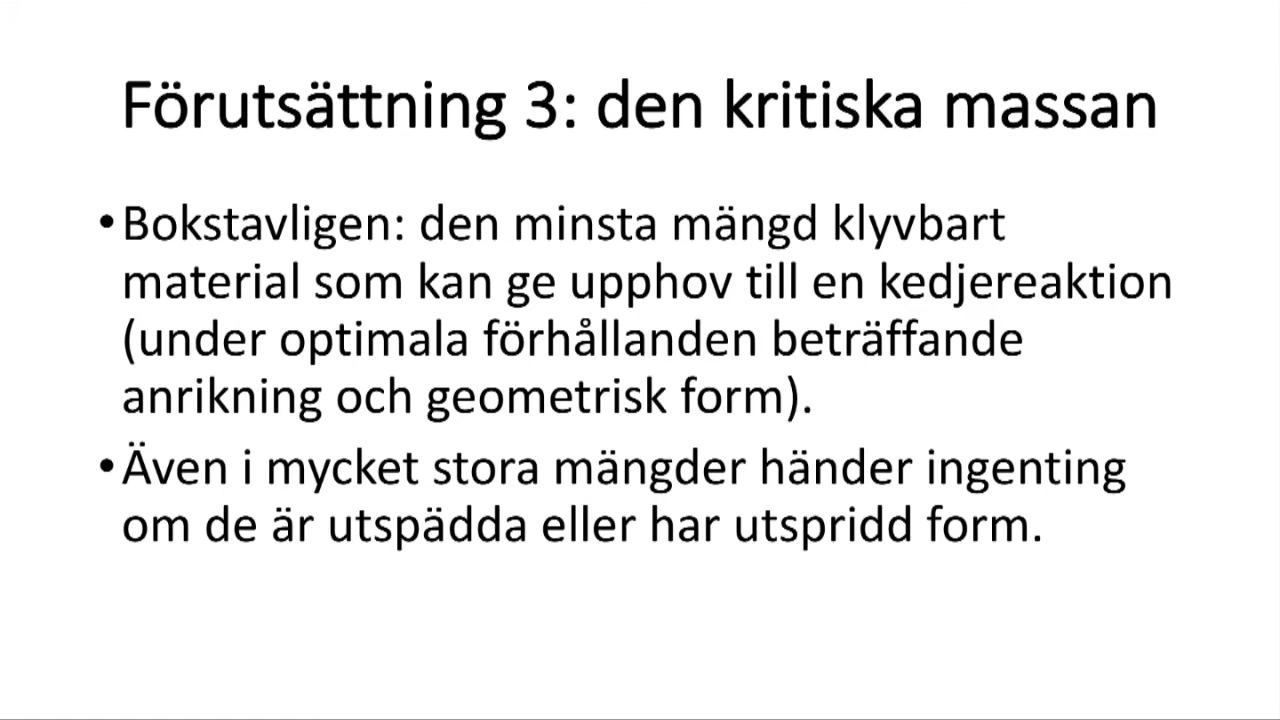 Förutsättning 3: den kritiska massan
•Bokstavligen: den minsta mängd klyvbart
material som kan ge upphov till en kedjereaktion
(under optimala förhållanden beträffande
anrikning och geometrisk form).
•Även i mycket stora mängder händer ingenting
om de är utspädda eller har utspridd form.